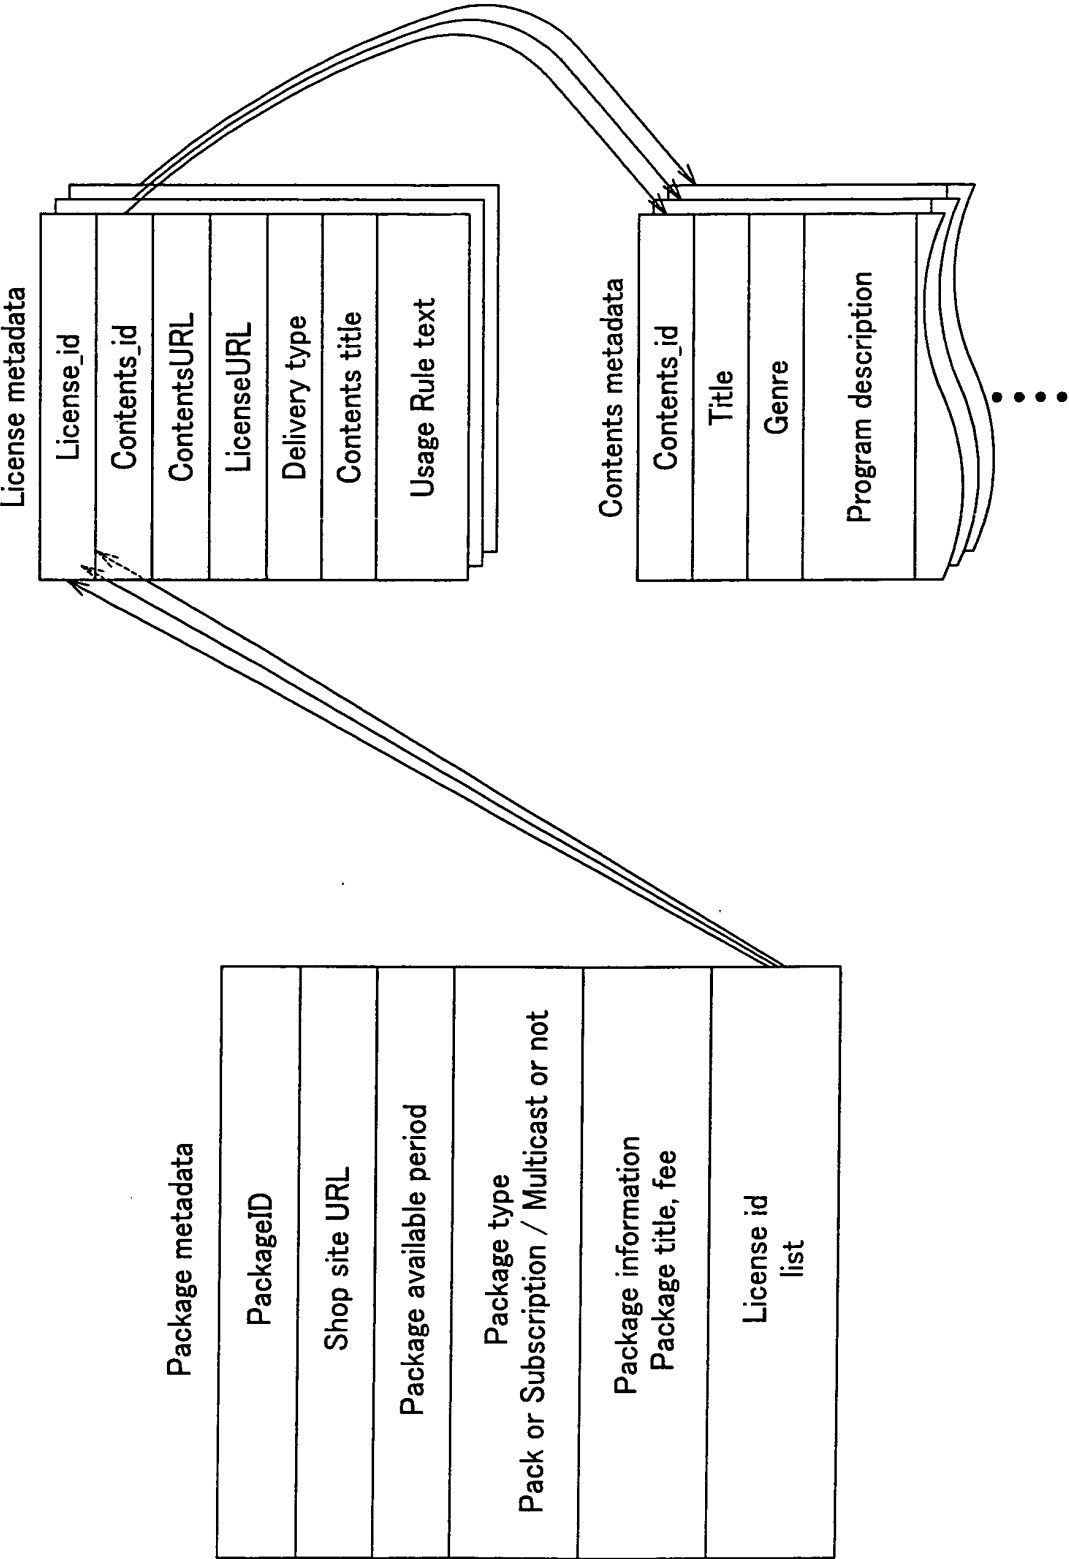 Package metadata
PackageID
Shop site URL
Package available period
Package type
Pack or Subscription / Multicast or not
Package information
Package title, fee
License id
list
License metadata
License_id
Contents_id
ContentsURL
LicenseURL
Delivery type
Contents title
Usage Rule text
Contents metadata
Contents_id
Title
Genre
Program description